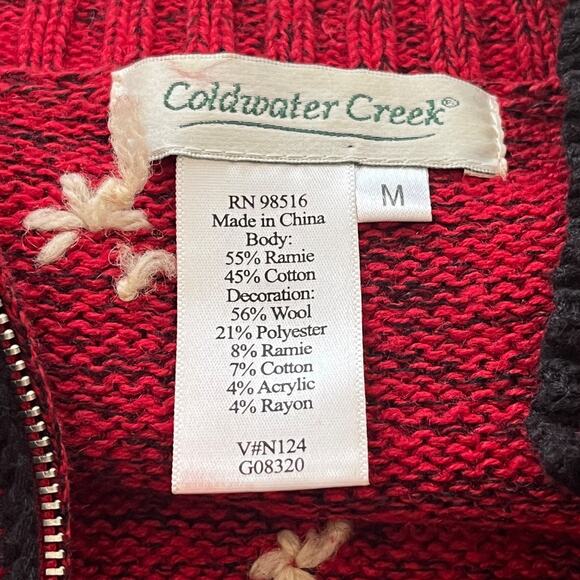 Coldwater Creek®
M
RN 98516
Made in China
Body:
55% Ramie
45% Cotton
Decoration:
56% Wool
21% Polyester
8% Ramie
7% Cotton
4% Acrylic
4% Rayon
V#N124
G08320